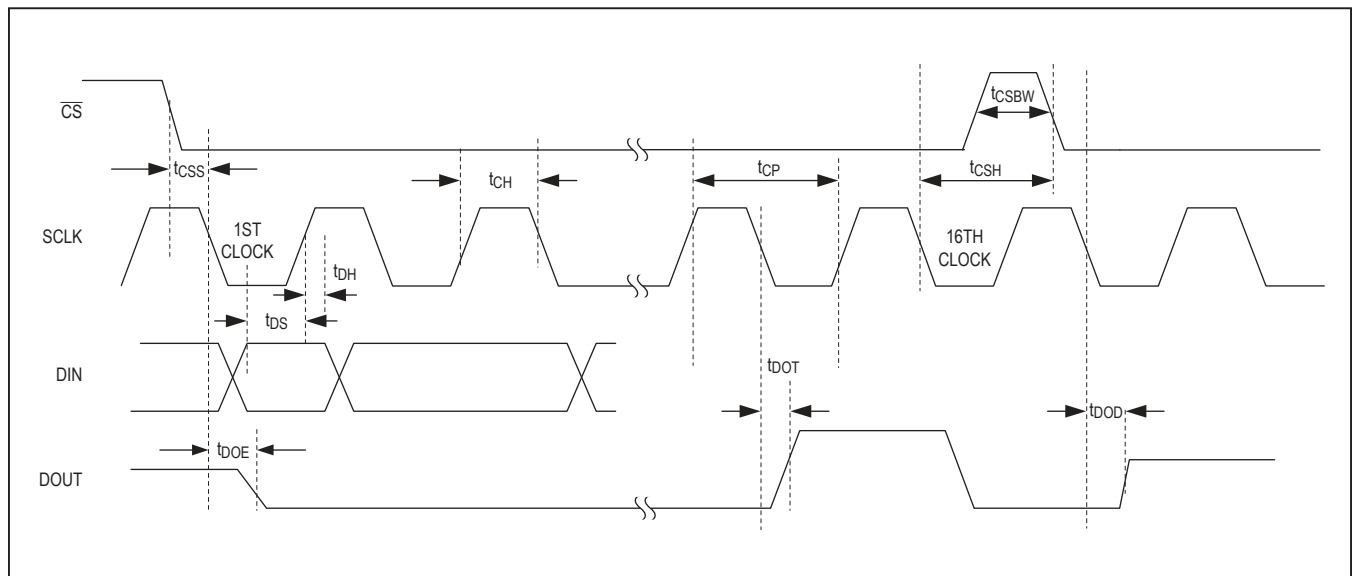 CS
tCSBW
tCSS
tCH
tCP
tCSH
SCLK
1ST
CLOCK
16TH
CLOCK
tDH
tDS
DIN
tDOT
tDOD
tDOE
DOUT